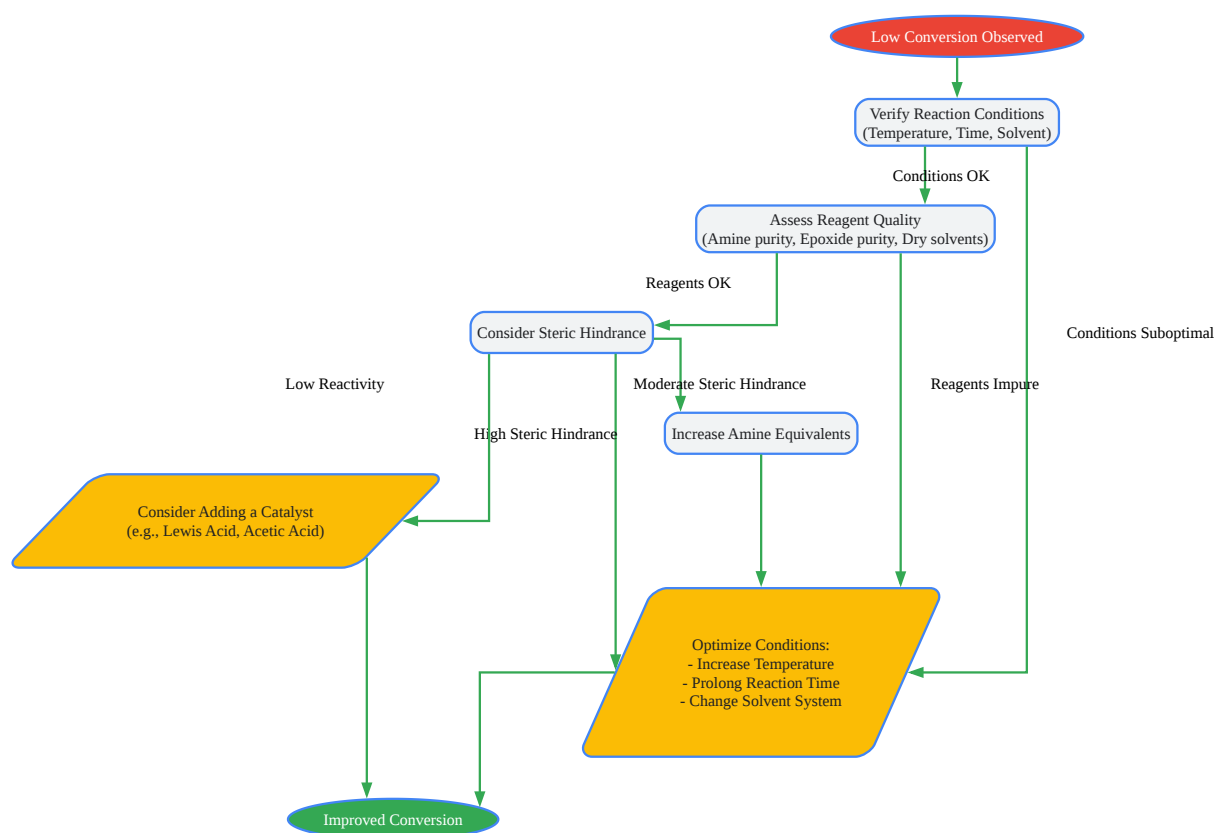 Low Conversion Observed
Verify Reaction Conditions
(Temperature, Time, Solvent)
Conditions OK
Assess Reagent Quality
(Amine purity, Epoxide purity, Dry solvents)
Reagents OK
Consider Steric Hindrance
Conditions Suboptimal
Low Reactivity
Moderate Steric Hindrance
Reagents Impure
High Steric Hindrance
Increase Amine Equivalents
Consider Adding a Catalyst
(e.g., Lewis Acid, Acetic Acid)
Optimize Conditions:
- Increase Temperature
- Prolong Reaction Time
- Change Solvent System
Improved Conversion